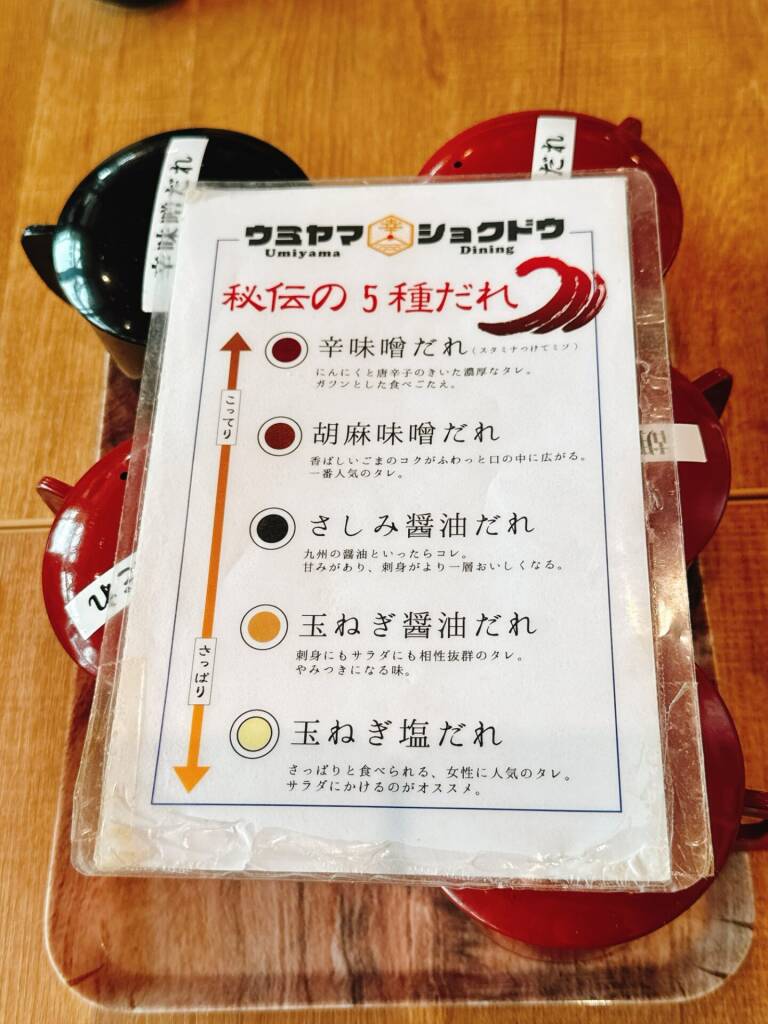 辛味噌だれ
だれ
ウミヤマ ショクドウ
Umiyama Dining
秘伝の5種だれ
こってり
辛味噌だれ(スタミナつけてミソ)
にんにくと唐辛子のきいた濃厚なタレ。
ガツンとした食べごたえ。
胡麻味噌だれ
香ばしいごまのコクがふわっと口の中に広がる。
一番人気のタレ。
さしみ醤油だれ
九州の醤油といったらコレ。
甘みがあり、刺身がより一層おいしくなる。
さっぱり
玉ねぎ醤油だれ
刺身にもサラダにも相性抜群のタレ。
やみつきになる味。
玉ねぎ塩だれ
さっぱりと食べられる、女性に人気のタレ。
サラダにかけるのがオススメ。